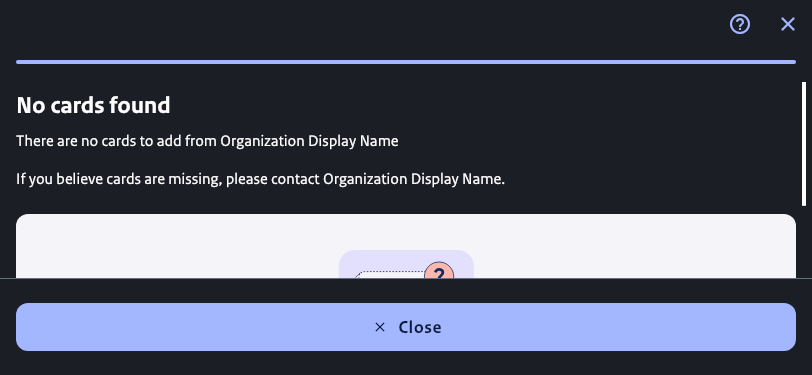 No cards found
There are no cards to add from Organization Display Name
If you believe cards are missing, please contact Organization Display Name.
?
Close